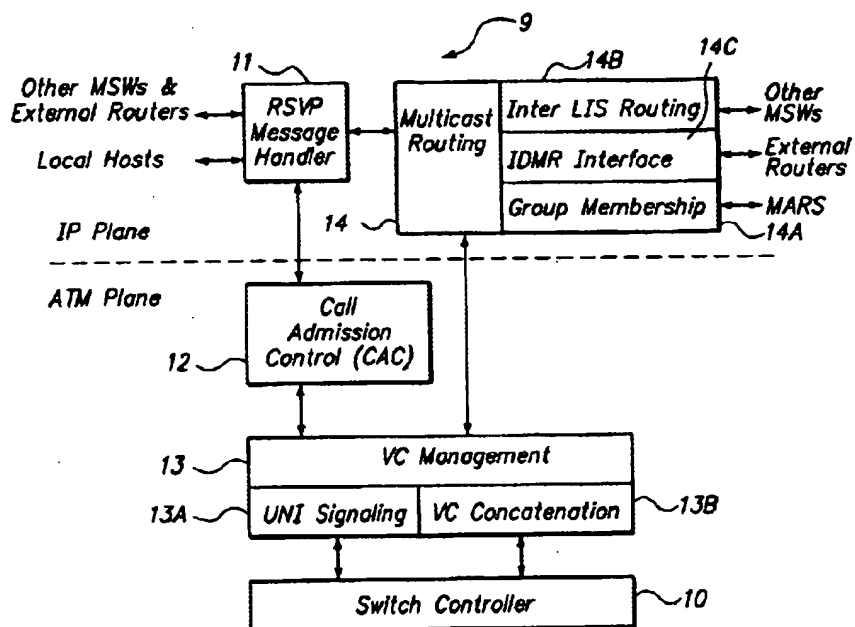 9
11
14B
14C
Other MSWs &
External Routers
Local Hosts
RSVP
Message
Handler
Multicast
Routing
Inter LIS Routing
IDMR Interface
Group Membership
Other
MSWs
External
Routers
MARS
14
14A
IP Plane
ATM Plane
Call
Admission
Control (CAC)
12
13
VC Management
13A
UNI Signaling
VC Concatenation
13B
Switch Controller
10